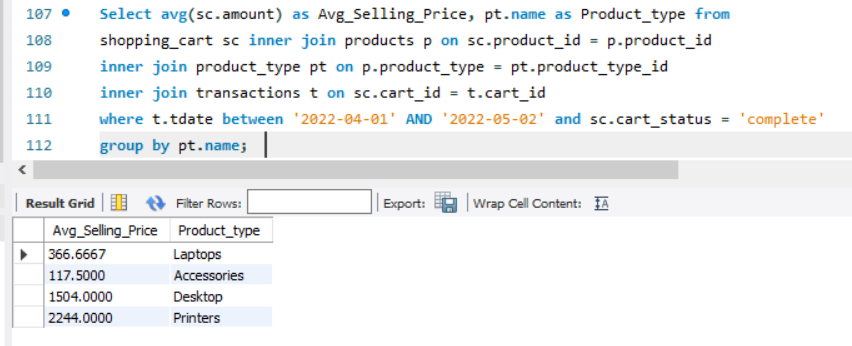 107 Select avg(sc.amount) as Avg_Selling_Price, pt.name as Product_type from
108 shopping_cart sc inner join products p on sc.product_id = p.product_id
109 inner join product_type pt on p.product_type = pt.product_type_id
110 inner join transactions t on sc.cart_id = t.cart_id
111 where t.tdate between '2022-04-01' AND '2022-05-02' and sc.cart_status = 'complete'
112 group by pt.name;
Result Grid Filter Rows: Export: Wrap Cell Content:
Avg_Selling_Price Product_type
366.6667 Laptops
117.5000 Accessories
1504.0000 Desktop
2244.0000 Printers